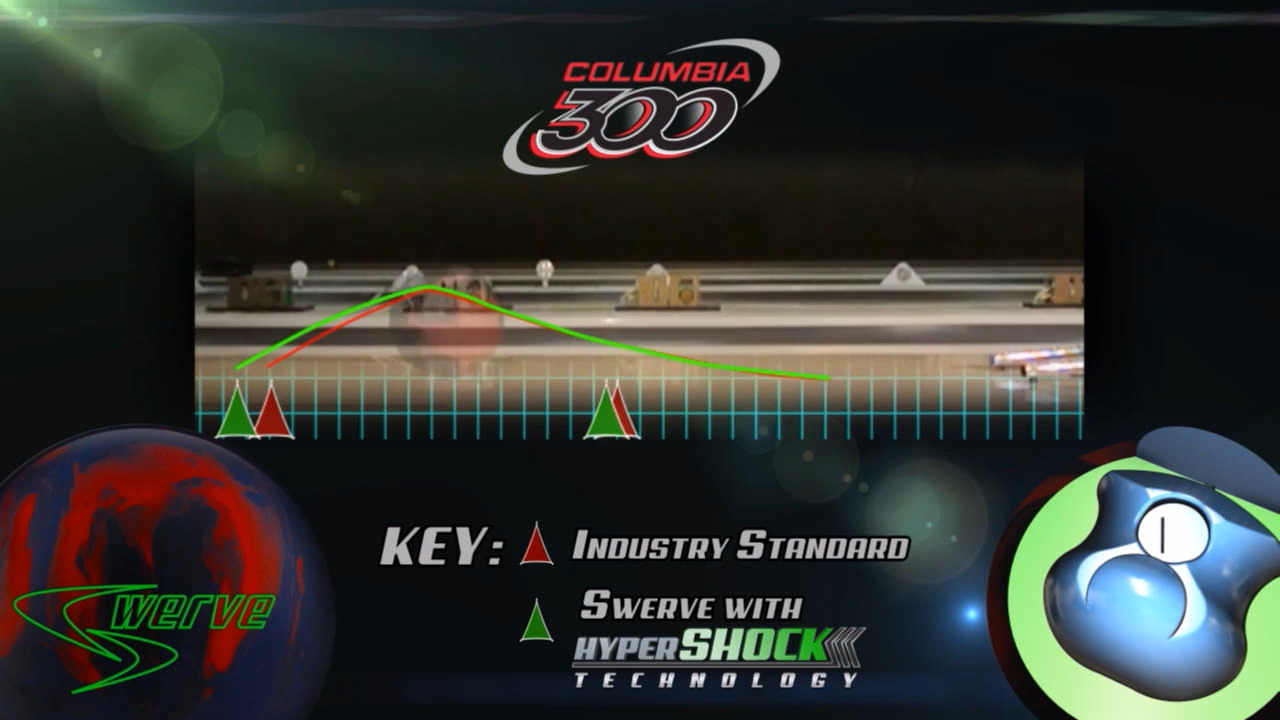 COLUMBIA
300
KEY: INDUSTRY STANDARD
SWERVE WITH
HYPERSHOCK
TECHNOLOGY
Swerve